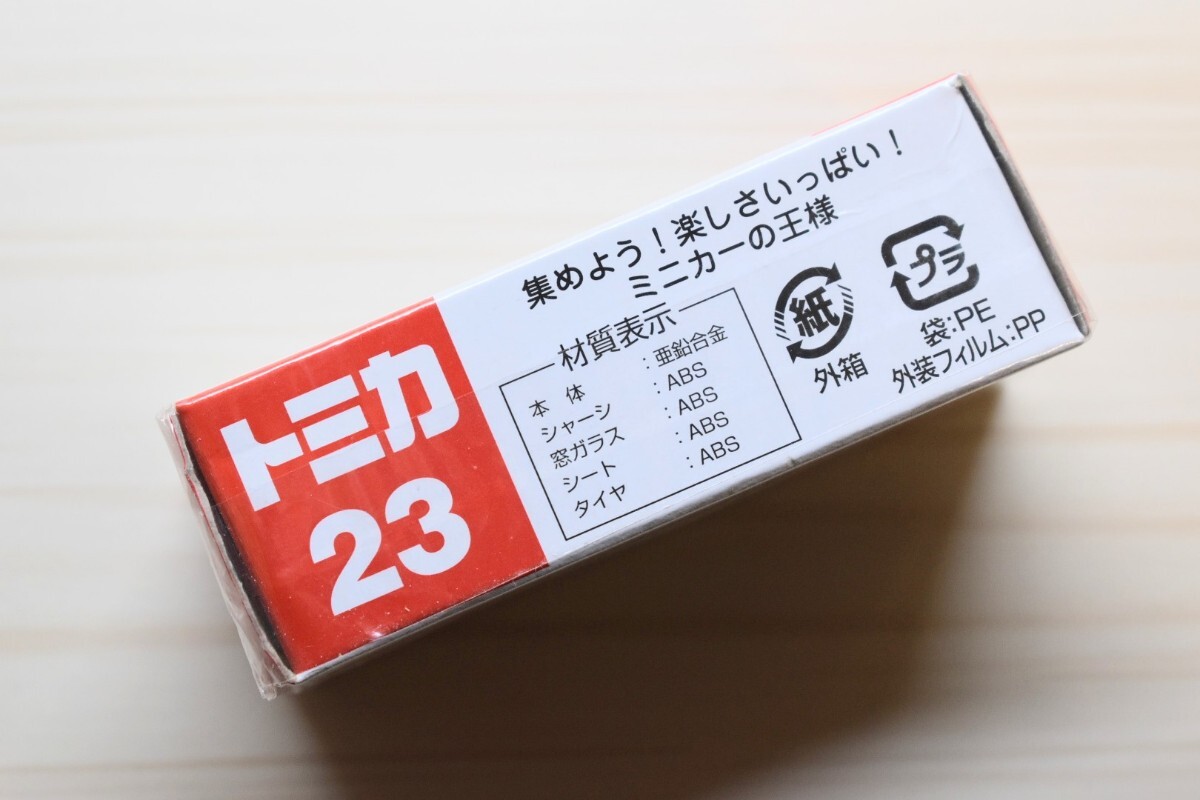 トミカ
23
集めよう！楽しさいっぱい！
ミニカーの王様
材質表示
本 体 ：亜鉛合金
シャーシ ：ABS
窓ガラス ：ABS
シート ：ABS
タイヤ ：ABS
紙
外箱
プラ
袋:PE
外装フィルム:PP